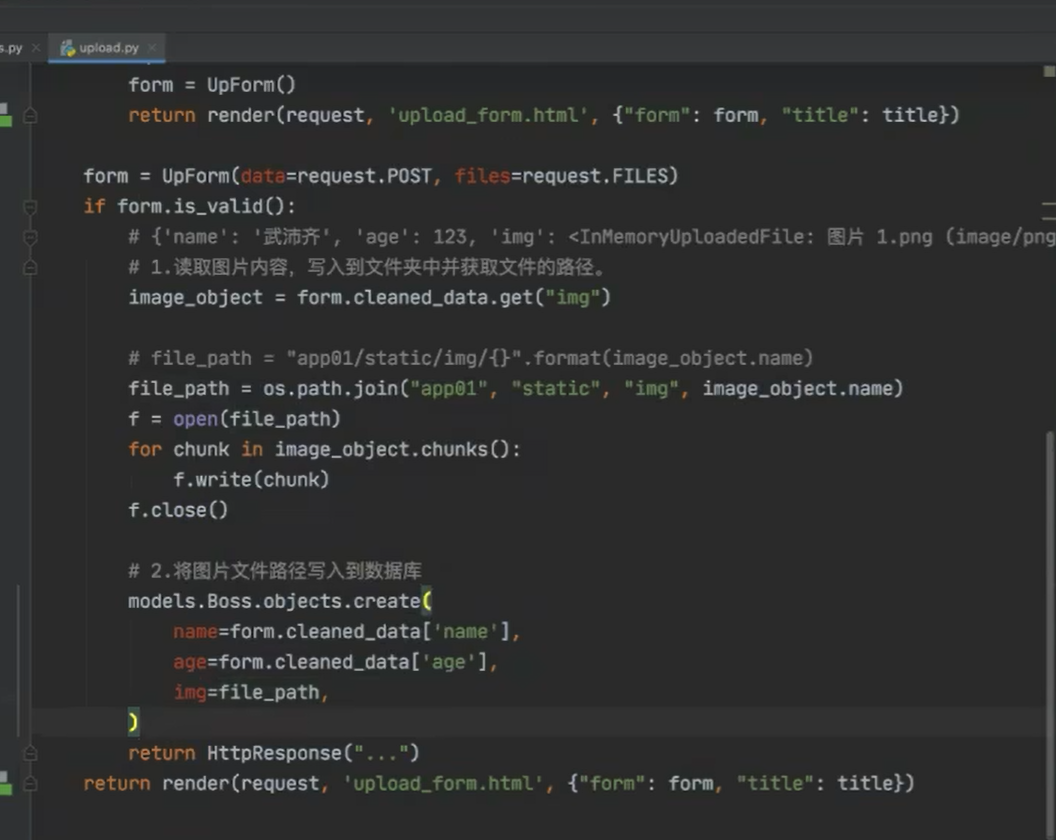 s.py
upload.py
form = UpForm()
return render(request, 'upload_form.html', {"form": form, "title": title})
form = UpForm(data=request.POST, files=request.FILES)
if form.is_valid():
# {'name': '武沛齐', 'age': 123, 'img': <InMemoryUploadedFile: 图片 1.png (image/png
# 1.读取图片内容，写入到文件夹中并获取文件的路径。
image_object = form.cleaned_data.get("img")
# file_path = "app01/static/img/{}".format(image_object.name)
file_path = os.path.join("app01", "static", "img", image_object.name)
f = open(file_path)
for chunk in image_object.chunks():
f.write(chunk)
f.close()
# 2.将图片文件路径写入到数据库
models.Boss.objects.create(
name=form.cleaned_data['name'],
age=form.cleaned_data['age'],
img=file_path,
)
return HttpResponse("...")
return render(request, 'upload_form.html', {"form": form, "title": title})